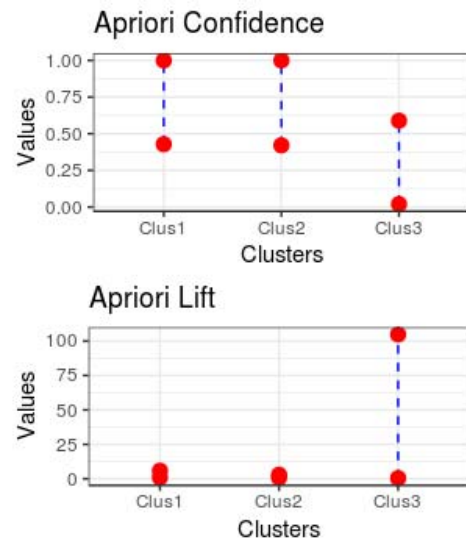 Apriori Confidence
1.00
0.75
0.50
0.25
0.00
Values
Clus1 Clus2 Clus3
Clusters
Apriori Lift
100
75
50
25
0
Values
Clus1 Clus2 Clus3
Clusters